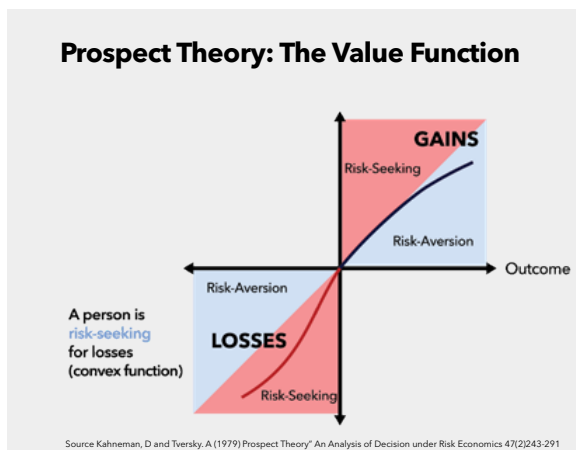 Prospect Theory: The Value Function
GAINS
Risk-Seeking
Risk-Aversion
Outcome
Risk-Aversion
A person is
risk-seeking
for losses
(convex function)
LOSSES
Risk-Seeking
Source Kahneman, D and Tversky. A (1979) Prospect Theory" An Analysis of Decision under Risk Economics 47(2)243-291